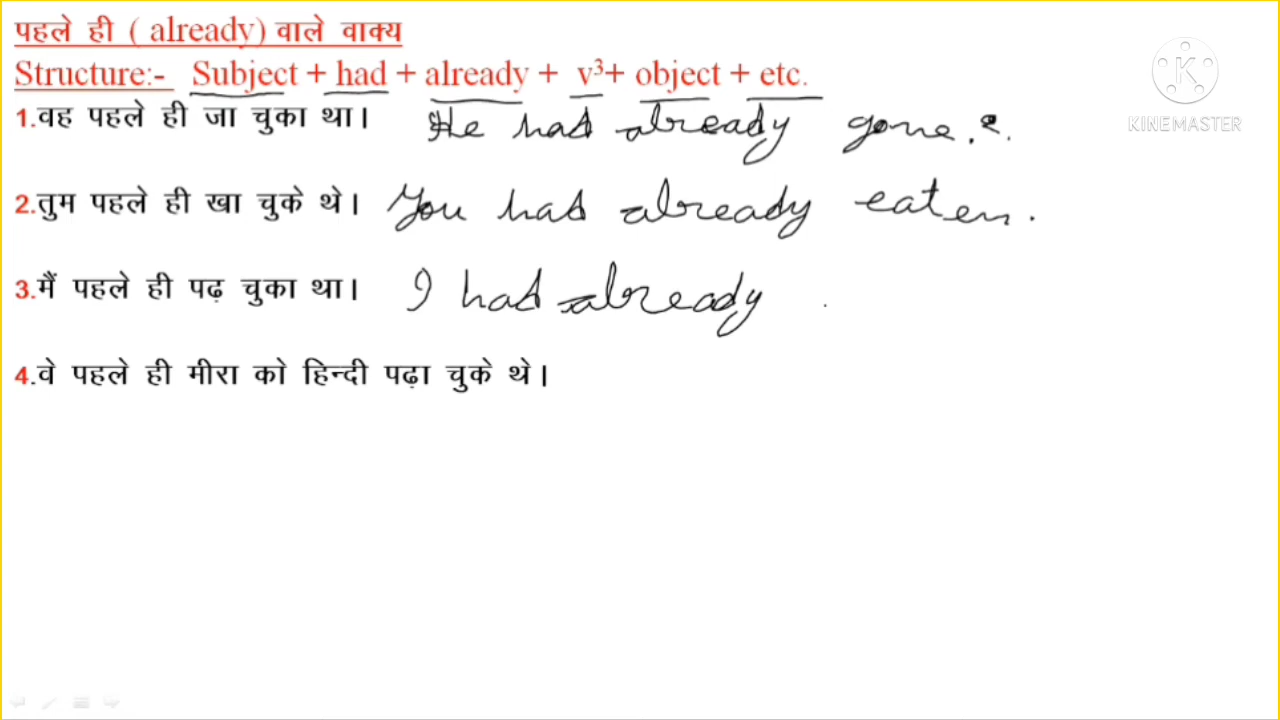 पहले ही ( already) वाले वाक्य
Structure:- Subject + had + already + v³+ object + etc.
1.वह पहले ही जा चुका था। He had already gone.
2.तुम पहले ही खा चुके थे। You had already eaten.
3.मैं पहले ही पढ़ चुका था। I had already
4.वे पहले ही मीरा को हिन्दी पढ़ा चुके थे।
K
KINEMASTER